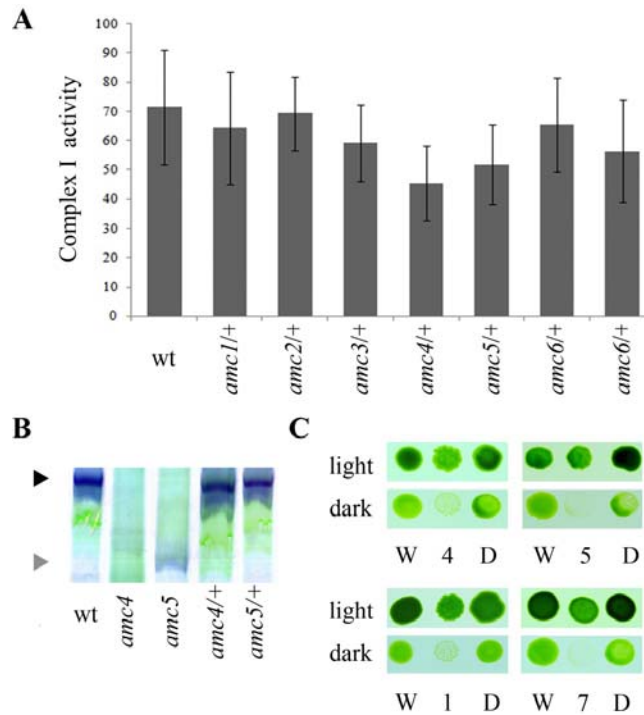 A
Complex I activity
100
90
80
70
60
50
40
30
20
10
0
wt
amc1/+
amc2/+
amc3/+
amc4/+
amc5/+
amc6/+
amc6/+
B
wt
amc4
amc5
amc4/+
amc5/+
C
light
dark
W 4 D W 5 D
light
dark
W 1 D W 7 D